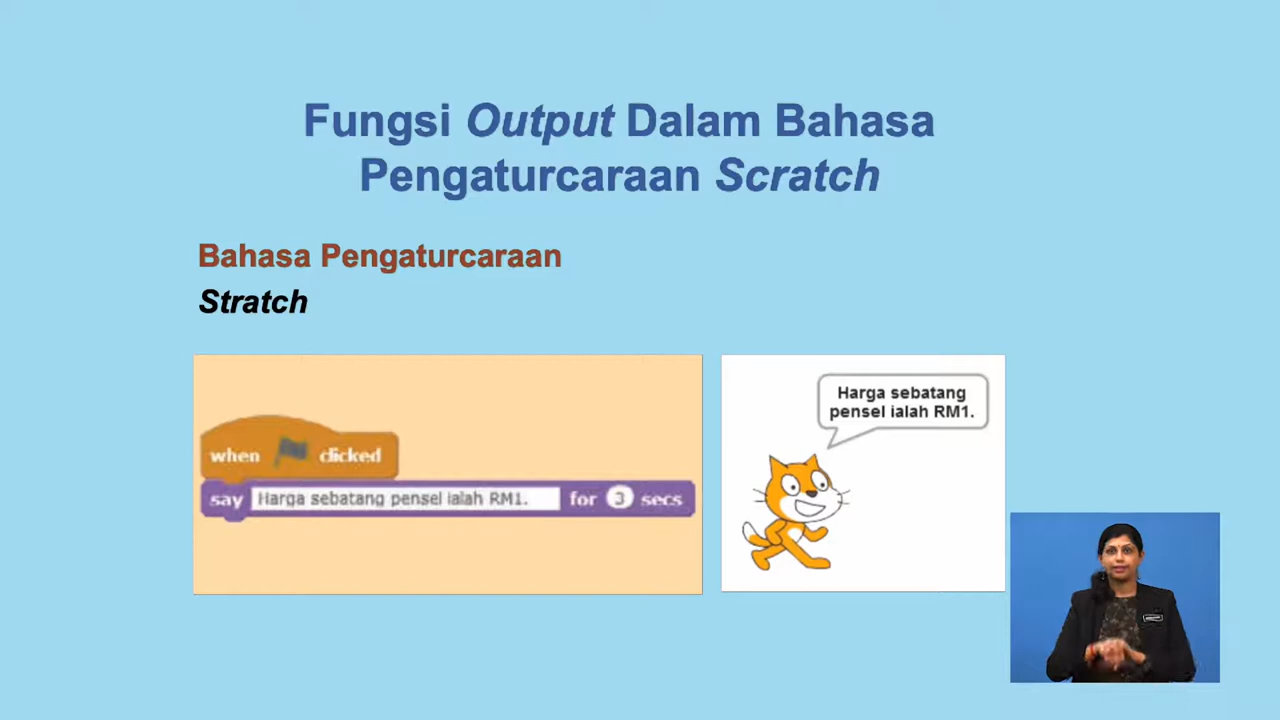 Fungsi Output Dalam Bahasa
Pengaturcaraan Scratch
Bahasa Pengaturcaraan
Stratch
when clicked
say Harga sebatang pensel ialah RM1. for 3 secs
Harga sebatang
pensel ialah RM1.